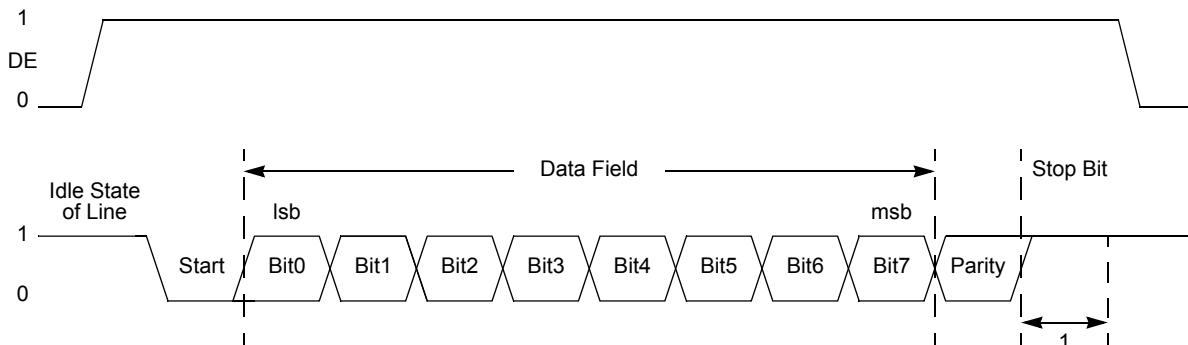 1
DE
0
Data Field
Stop Bit
Idle State
of Line
lsb
msb
1
Start
Bit0
Bit1
Bit2
Bit3
Bit4
Bit5
Bit6
Bit7
Parity
0
1